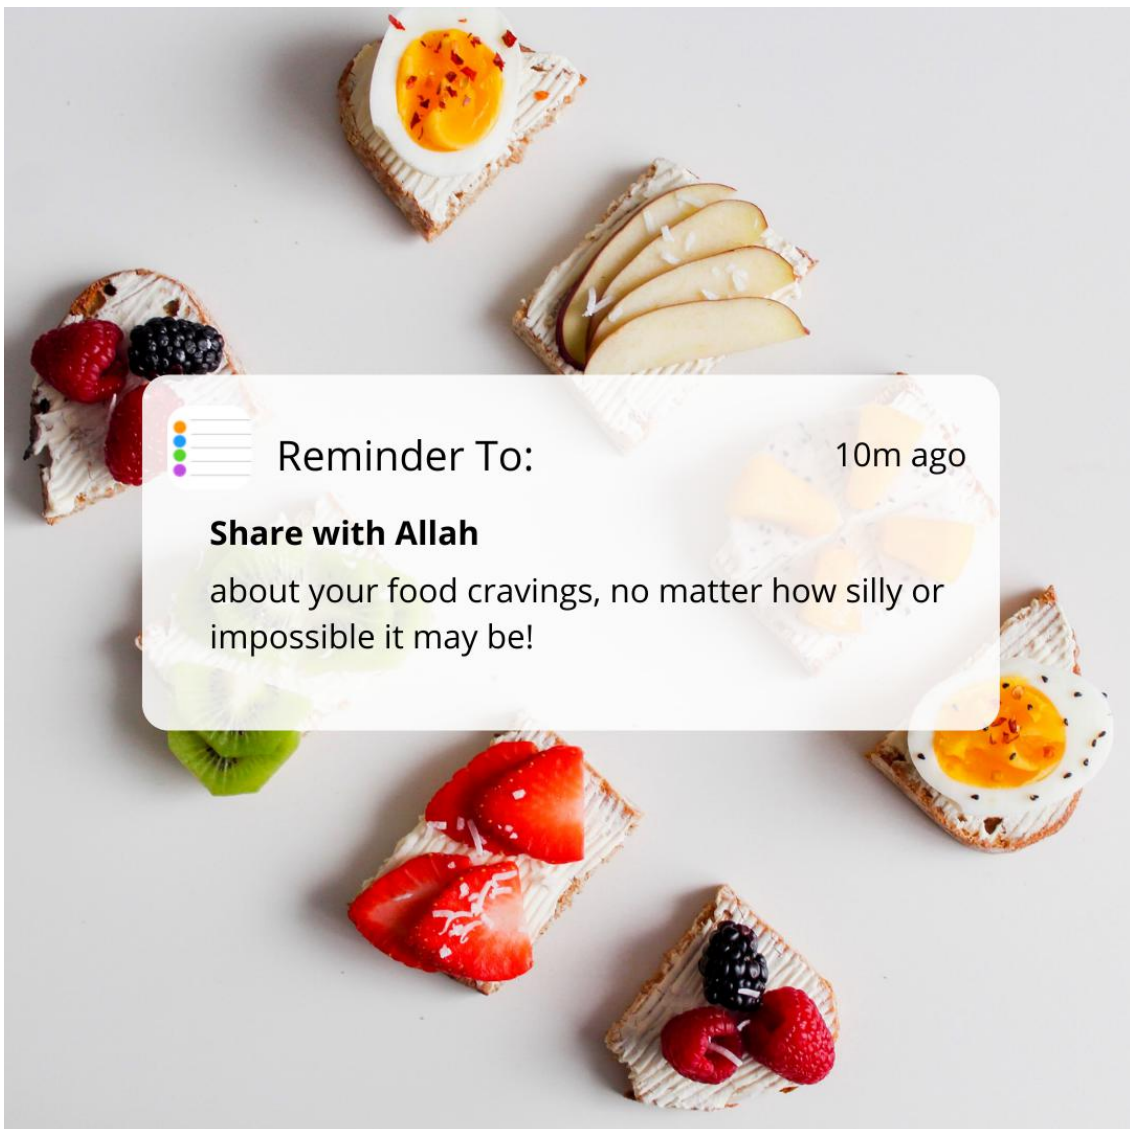 Reminder To:
10m ago
Share with Allah
about your food cravings, no matter how silly or
impossible it may be!